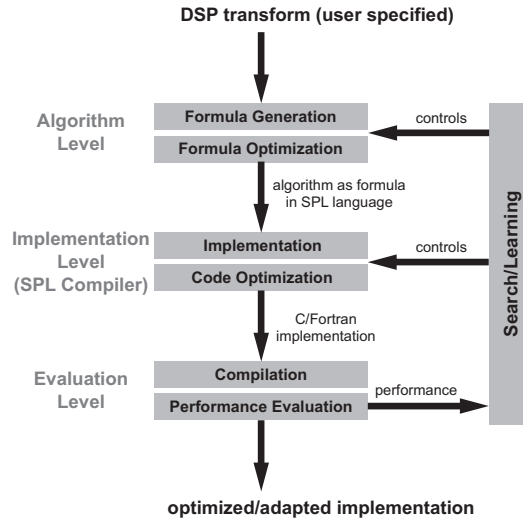 DSP transform (user specified)
Algorithm
Level
Formula Generation
Formula Optimization
controls
algorithm as formula
in SPL language
Implementation
Level
(SPL Compiler)
Implementation
Code Optimization
controls
Search/Learning
C/Fortran
implementation
Evaluation
Level
Compilation
Performance Evaluation
performance
optimized/adapted implementation